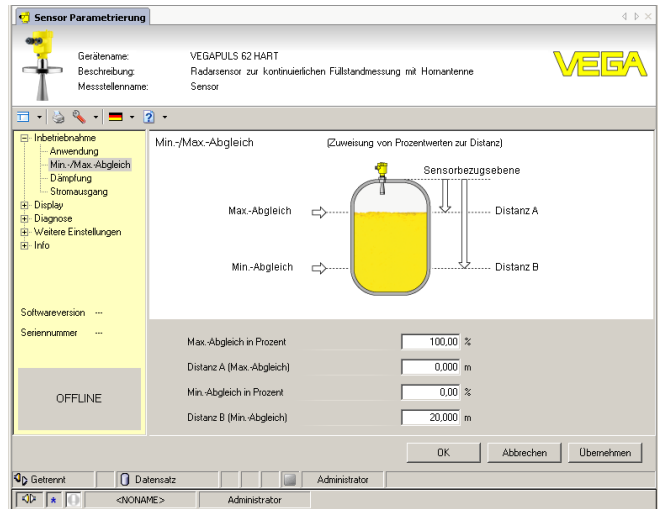 Sensor Parametrierung
Gerätename: VEGAPULS 62 HART
Beschreibung: Radarsensor zur kontinuierlichen Füllstandmessung mit Hornantenne
Messstellenname: Sensor
VEGA
Inbetriebnahme
Anwendung
Min.-/Max.-Abgleich
Dämpfung
Stromausgang
Display
Diagnose
Weitere Einstellungen
Info
Softwareversion ---
Seriennummer ---
OFFLINE
Min.-/Max.-Abgleich (Zuweisung von Prozentwerten zur Distanz)
Sensorbezugsebene
Max.-Abgleich Distanz A
Min.-Abgleich Distanz B
Max.-Abgleich in Prozent 100,00 %
Distanz A (Max.-Abgleich) 0,000 m
Min.-Abgleich in Prozent 0,00 %
Distanz B (Min.-Abgleich) 20,000 m
OK Abbrechen Übernehmen
Getrennt Datensatz Administrator
<NONAME> Administrator